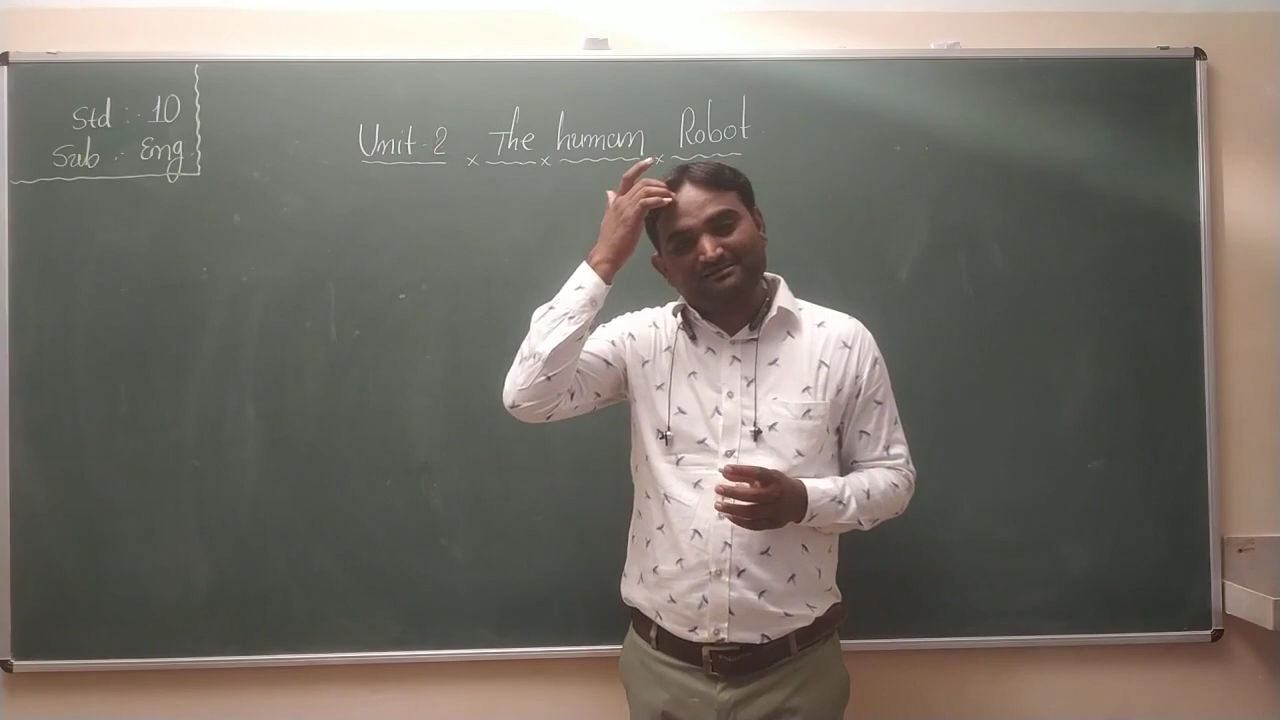 Std :- 10
Sub :- Eng.
Unit-2 The human Robot